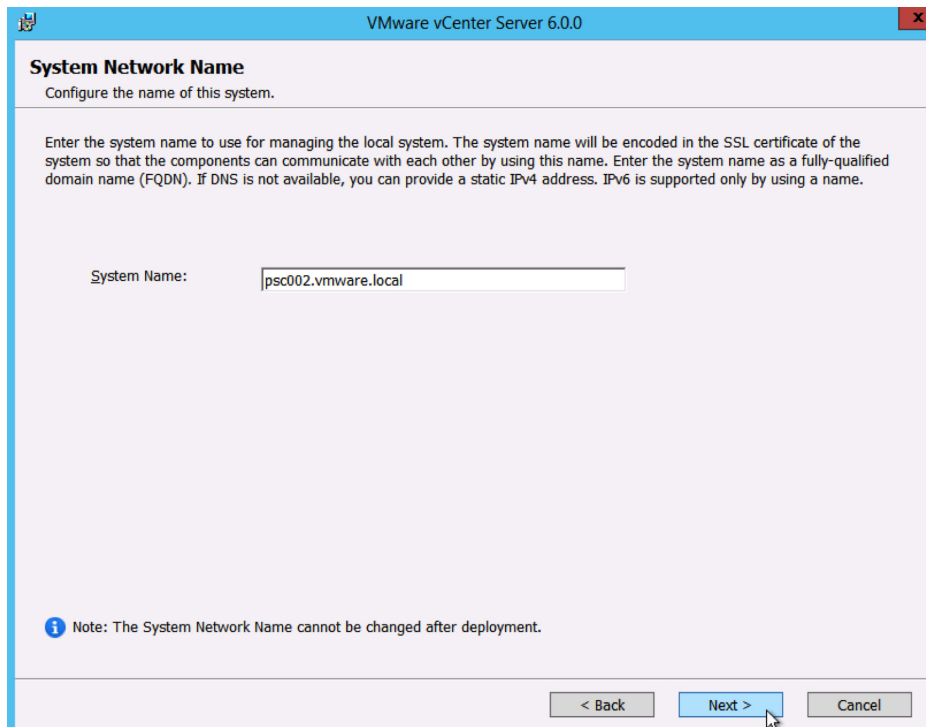 VMware vCenter Server 6.0.0
x
System Network Name
Configure the name of this system.
Enter the system name to use for managing the local system. The system name will be encoded in the SSL certificate of the
system so that the components can communicate with each other by using this name. Enter the system name as a fully-qualified
domain name (FQDN). If DNS is not available, you can provide a static IPv4 address. IPv6 is supported only by using a name.
System Name:
psc002.vmware.local
Note: The System Network Name cannot be changed after deployment.
< Back
Next >
Cancel